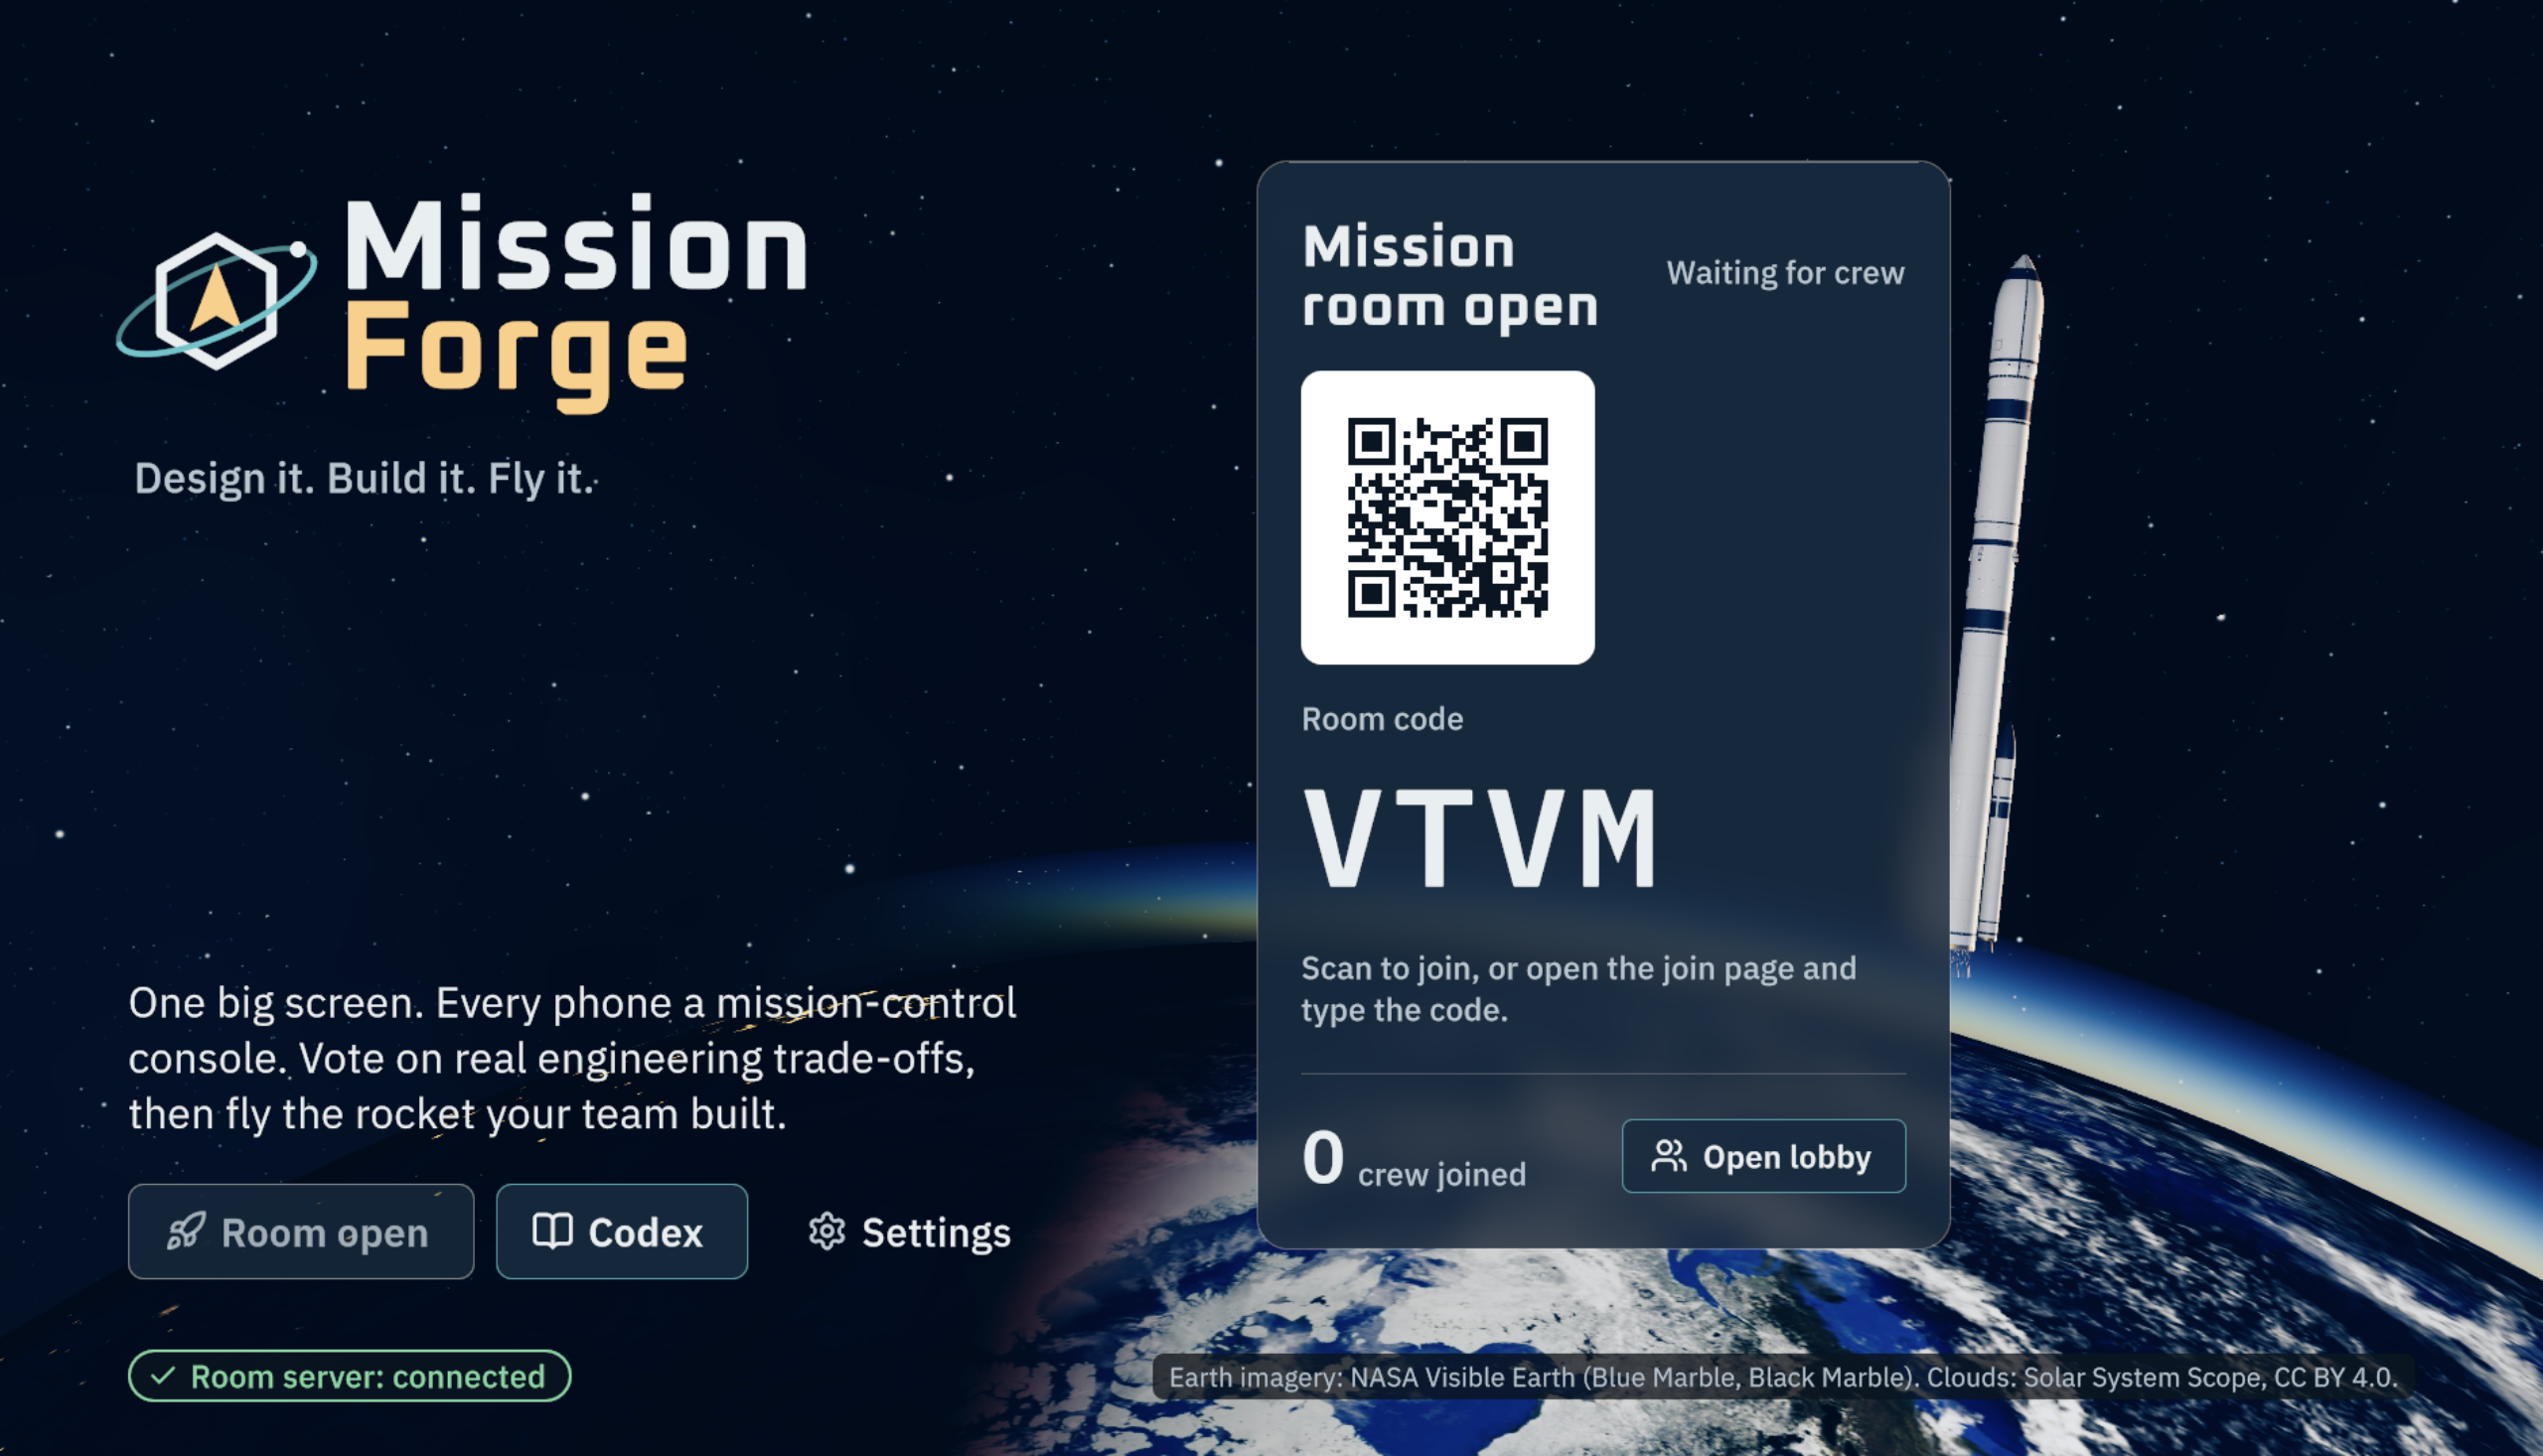 Mission
Forge
Design it. Build it. Fly it.
One big screen. Every phone a mission-control
console. Vote on real engineering trade-offs,
then fly the rocket your team built.
Room open
Codex
Settings
Room server: connected
Mission
room open
Waiting for crew
Room code
VTVM
Scan to join, or open the join page and
type the code.
0 crew joined
Open lobby
Earth imagery: NASA Visible Earth (Blue Marble, Black Marble). Clouds: Solar System Scope, CC BY 4.0.